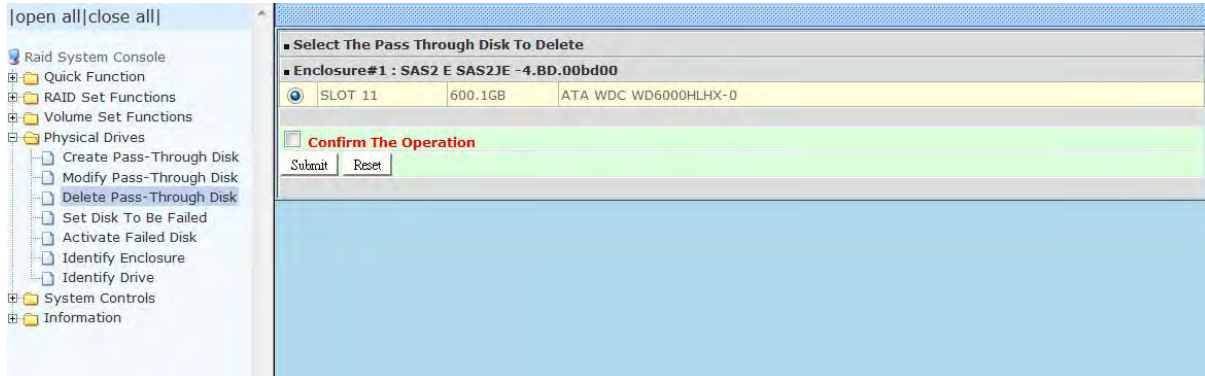 |open all|close all|
Raid System Console
Quick Function
RAID Set Functions
Volume Set Functions
Physical Drives
Create Pass-Through Disk
Modify Pass-Through Disk
Delete Pass-Through Disk
Set Disk To Be Failed
Activate Failed Disk
Identify Enclosure
Identify Drive
System Controls
Information
Select The Pass Through Disk To Delete
Enclosure#1 : SAS2 E SAS2JE -4.BD.00bd00
SLOT 11 600.1GB ATA WDC WD6000HLHX-0
Confirm The Operation
Submit Reset